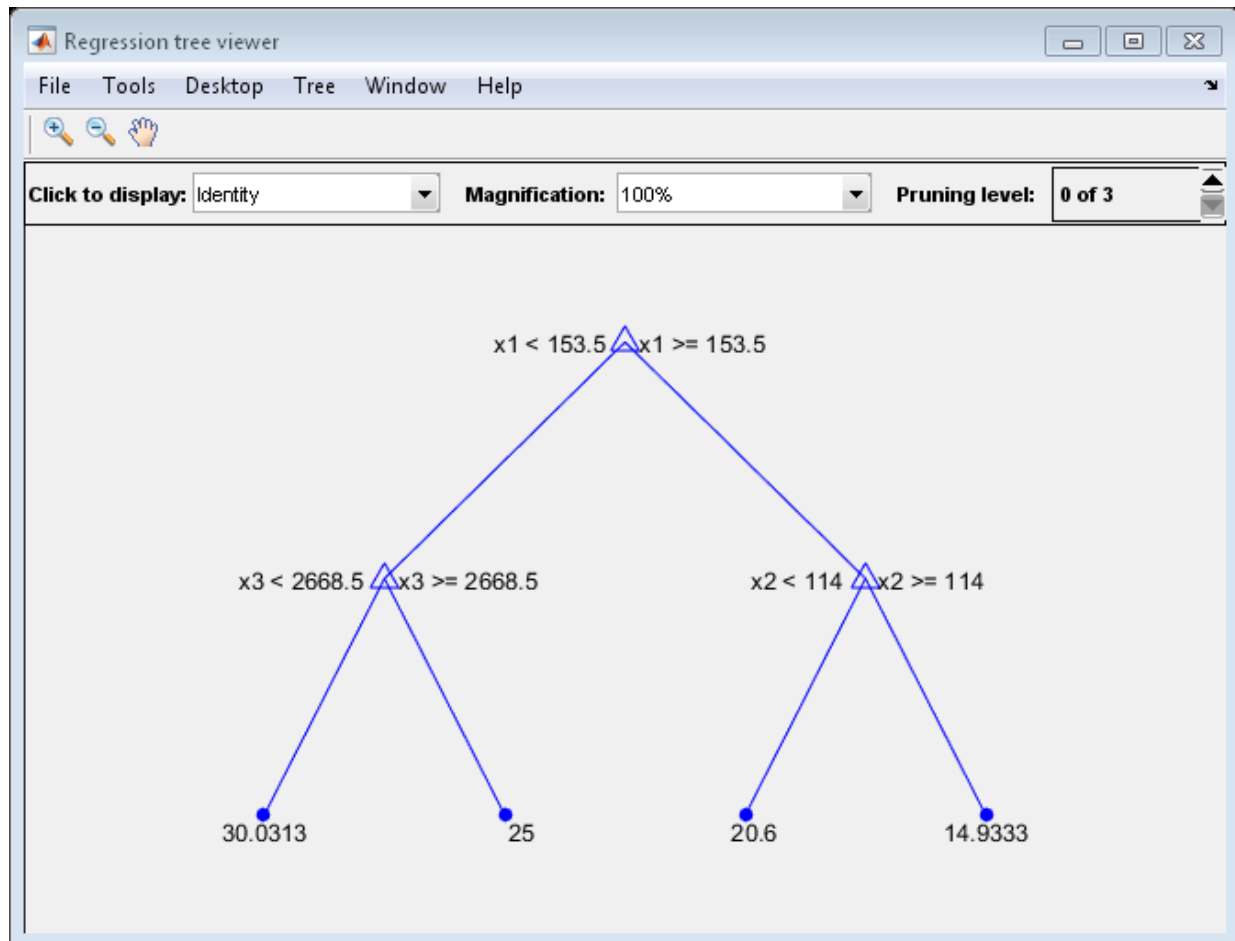 Regression tree viewer
File Tools Desktop Tree Window Help
Click to display: Identity Magnification: 100% Pruning level: 0 of 3
x1 < 153.5 x1 >= 153.5
x3 < 2668.5 x3 >= 2668.5 x2 < 114 x2 >= 114
30.0313 25 20.6 14.9333